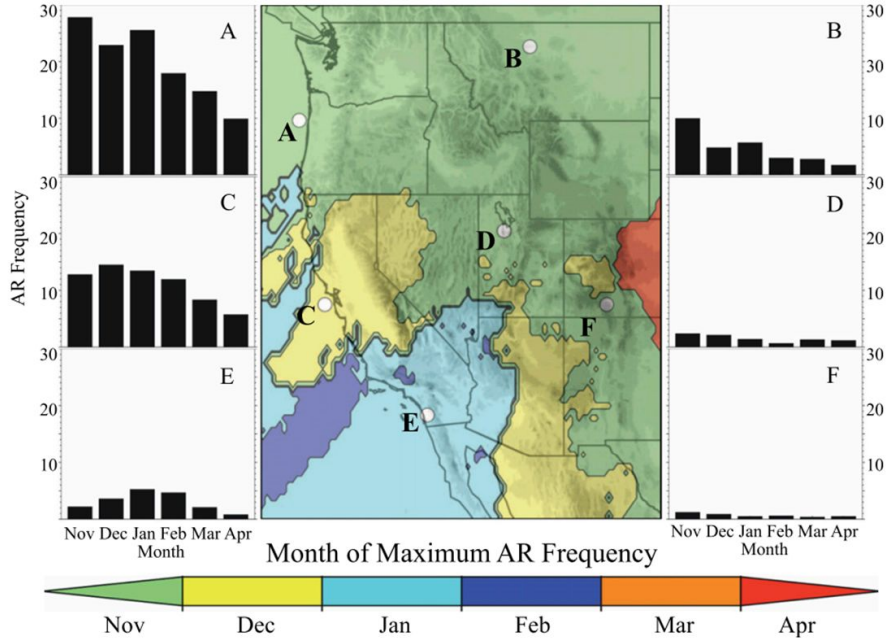 30
A
20
10
30
C
20
10
30
E
20
10
Nov Dec Jan Feb Mar Apr
Month
AR Frequency
A
B
C
D
E
F
B
30
20
10
D
30
20
10
F
30
20
10
Nov Dec Jan Feb Mar Apr
Month
Month of Maximum AR Frequency
Nov Dec Jan Feb Mar Apr